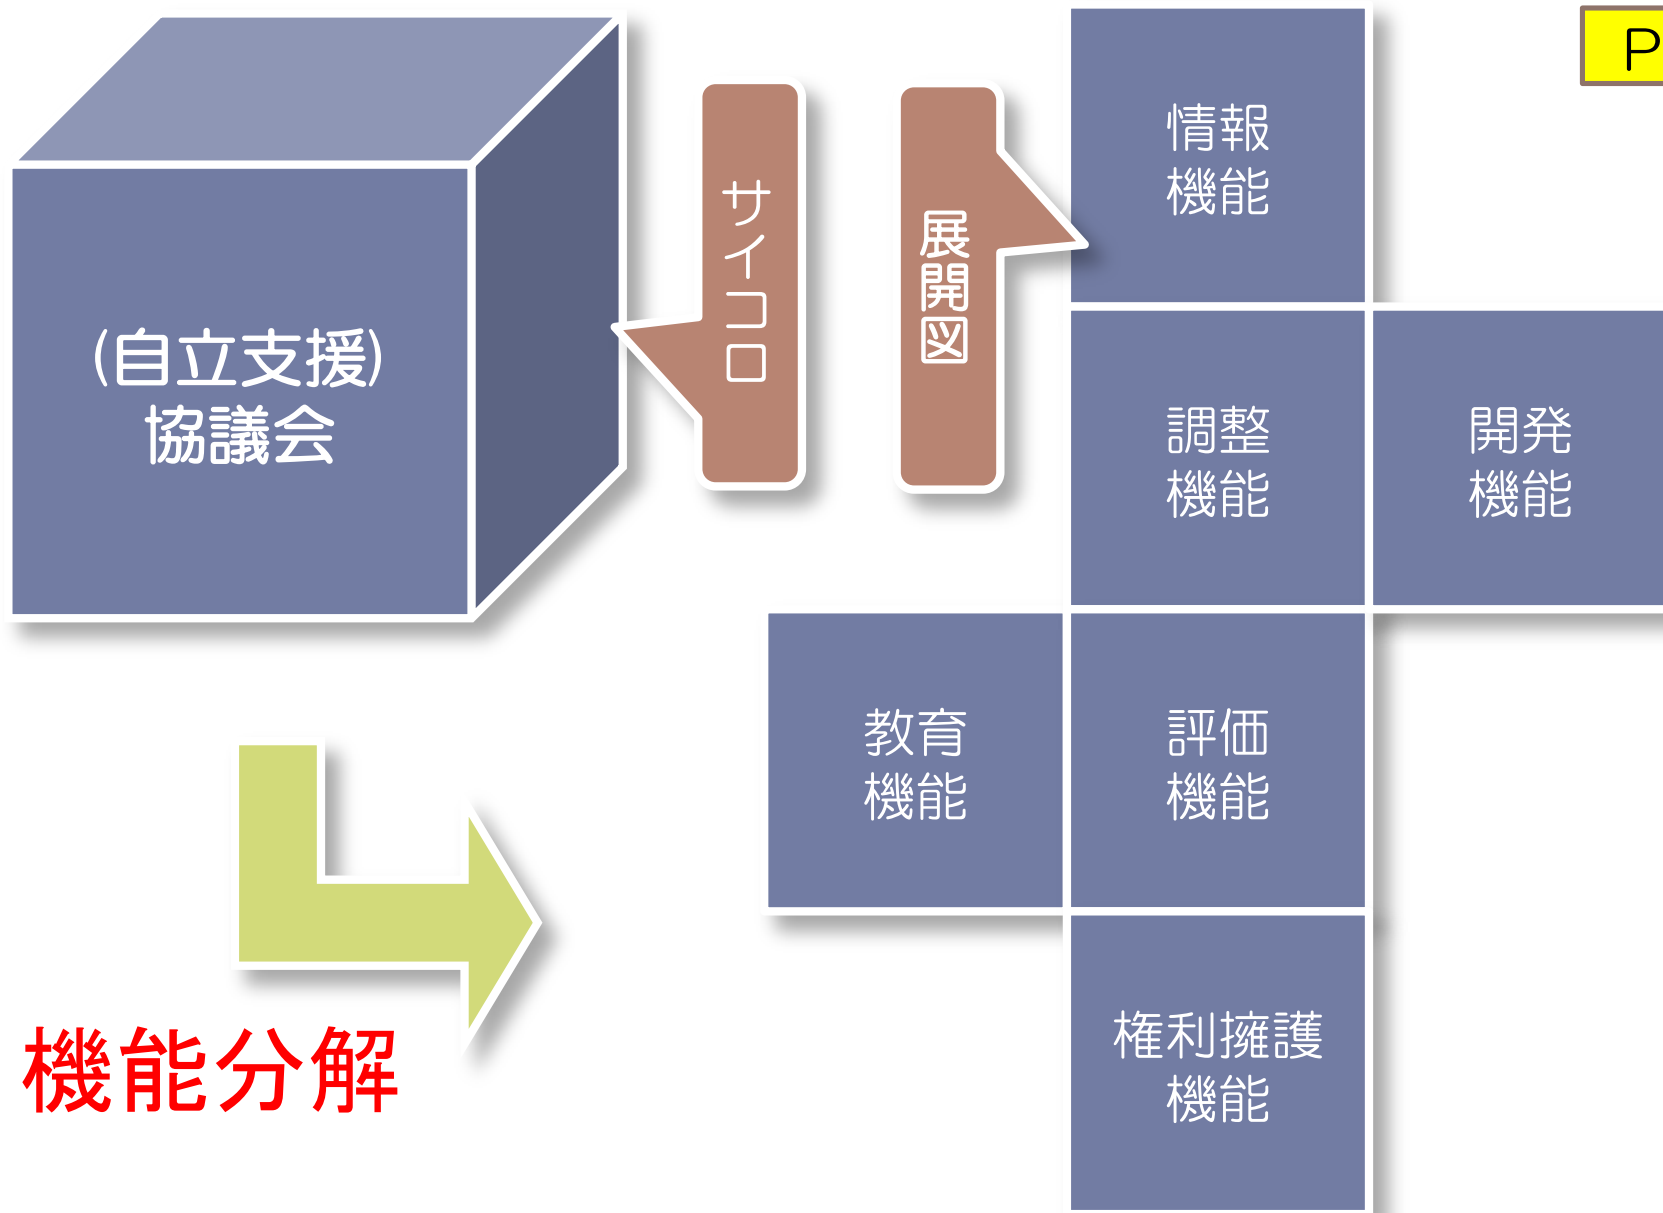 (自立支援)
協議会
サイコロ
展開図
情報
機能
P
調整
機能
開発
機能
教育
機能
評価
機能
権利擁護
機能
機能分解